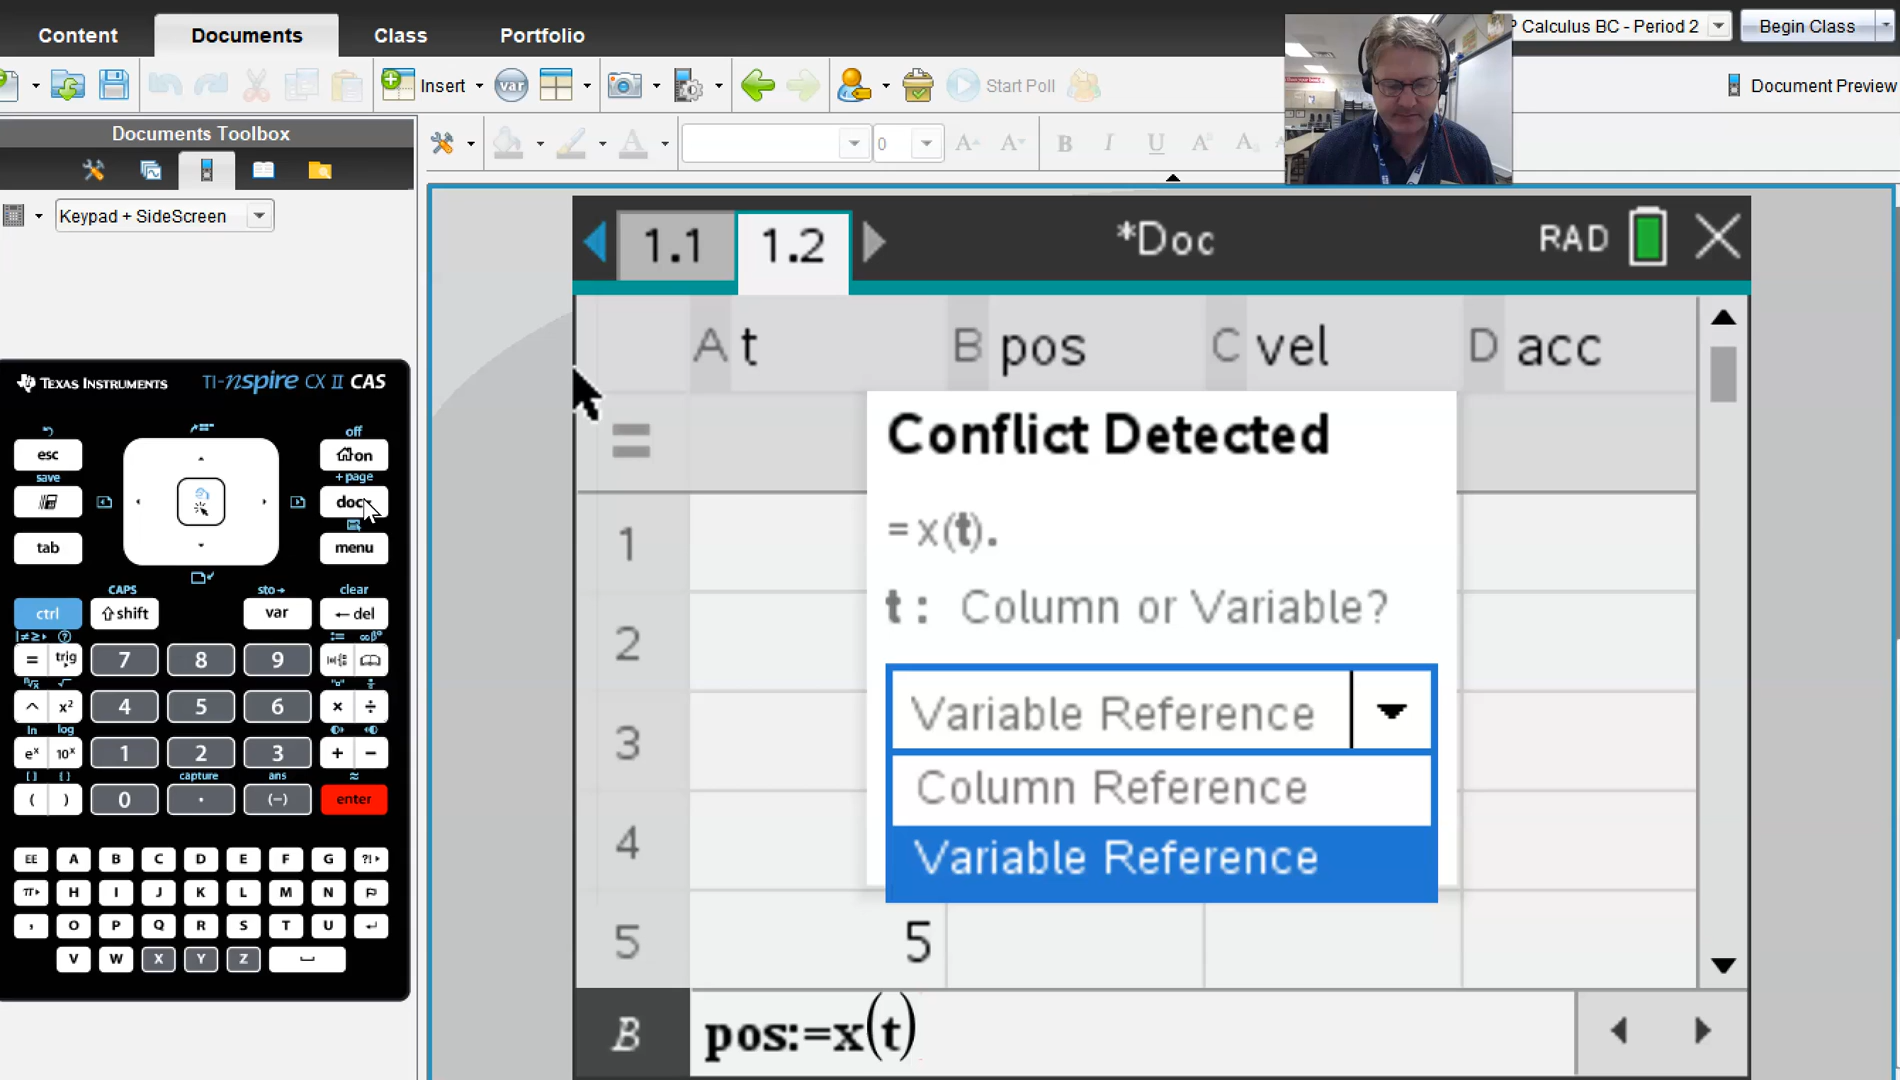 Content Documents Class Portfolio
Calculus BC - Period 2 Begin Class
Insert var Start Poll Document Preview
Documents Toolbox
0 A A B I U A A
Keypad + SideScreen
1.1 1.2 *Doc RAD
A t B pos C vel D acc
=
Conflict Detected
=x(t).
t : Column or Variable?
Variable Reference
Column Reference
Variable Reference
1
2
3
4
5 5
B pos:=x(t)
TEXAS INSTRUMENTS TI-nspire CX II CAS
off
esc on
save +page
doc
tab menu
CAPS sto→ clear
ctrl ⇧shift var ←del
|≠≥▸ := ∞β°
= trig 7 8 9
^ x² 4 5 6 × ÷
ln log
eˣ 10ˣ 1 2 3 + −
[ ] { } capture ans ≈
( ) 0 . (−) enter
EE A B C D E F G ?!▸
π▸ H I J K L M N
, O P Q R S T U ↵
V W X Y Z